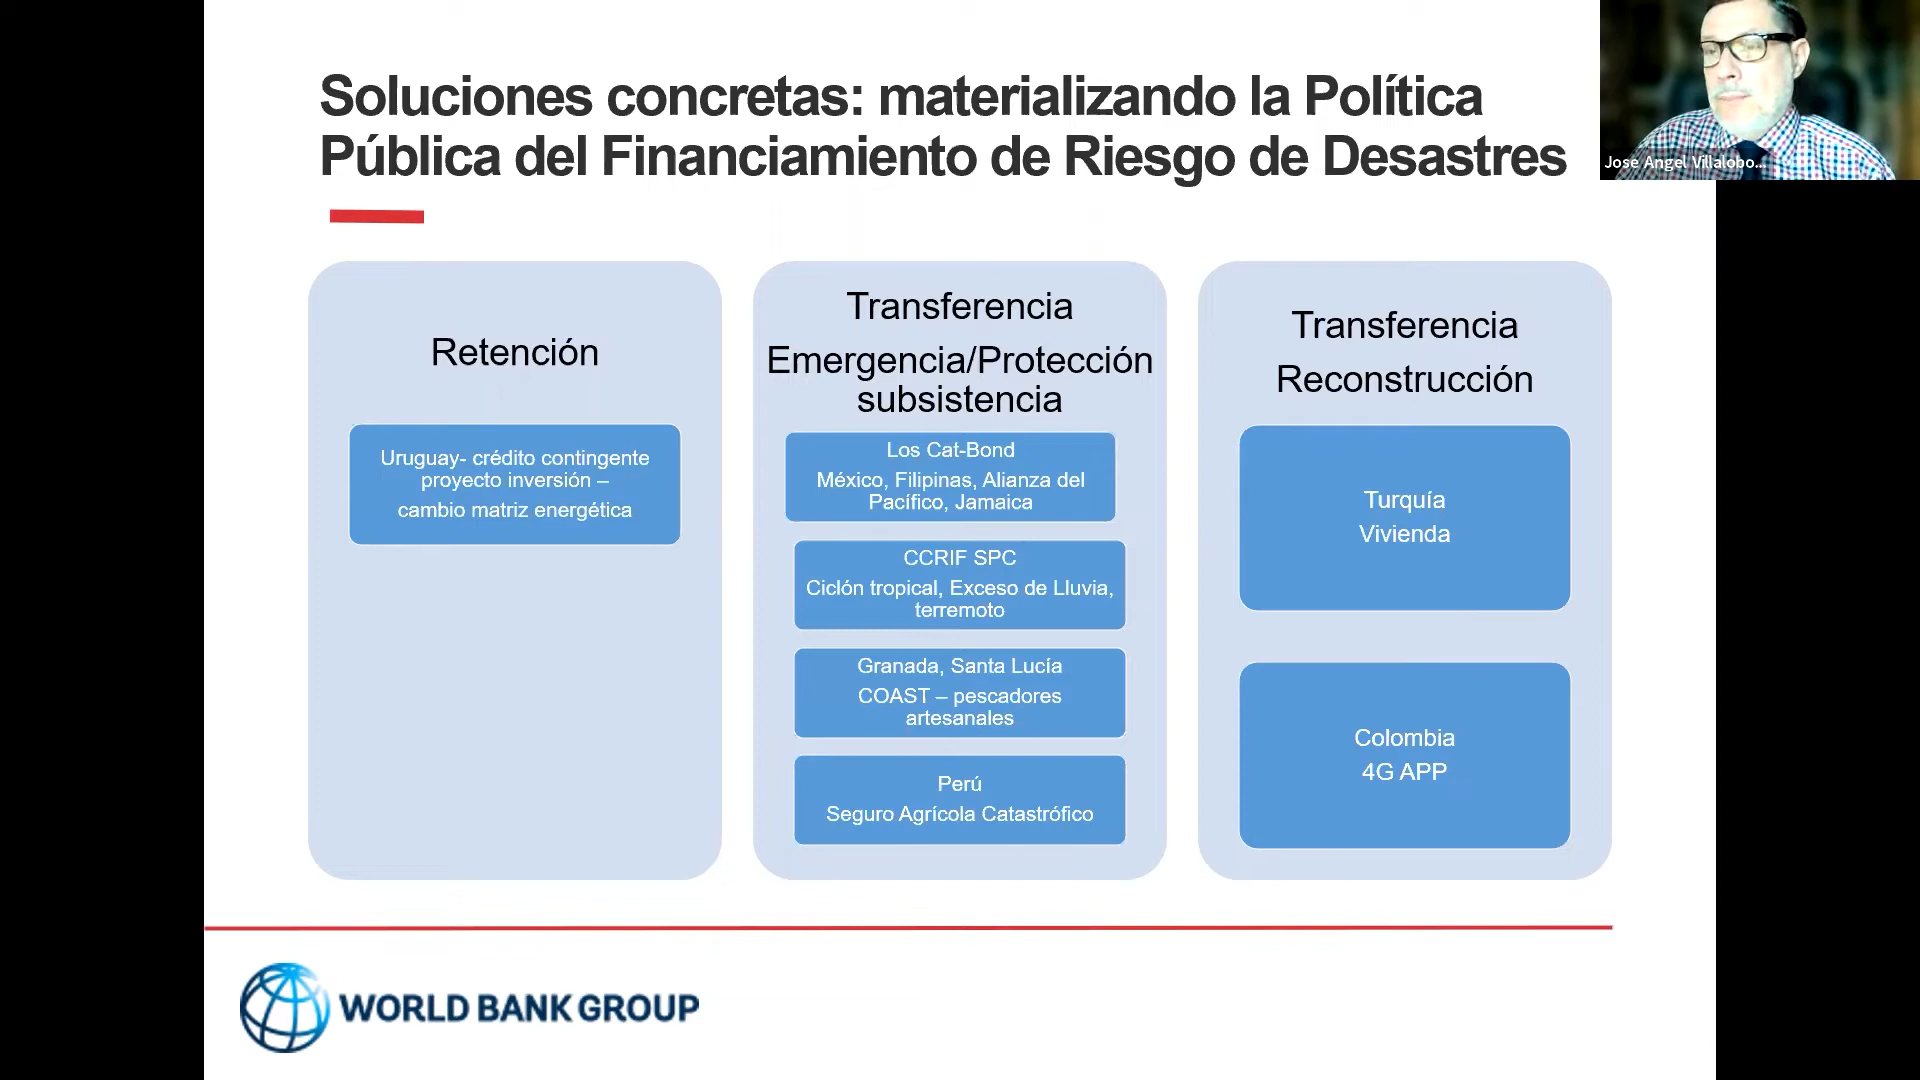 Soluciones concretas: materializando la Política
Pública del Financiamiento de Riesgo de Desastres
Jose Angel Villalobo...
Retención
Uruguay- crédito contingente
proyecto inversión –
cambio matriz energética
Transferencia
Emergencia/Protección
subsistencia
Los Cat-Bond
México, Filipinas, Alianza del
Pacífico, Jamaica
CCRIF SPC
Ciclón tropical, Exceso de Lluvia,
terremoto
Granada, Santa Lucía
COAST – pescadores
artesanales
Perú
Seguro Agrícola Catastrófico
Transferencia
Reconstrucción
Turquía
Vivienda
Colombia
4G APP
WORLD BANK GROUP